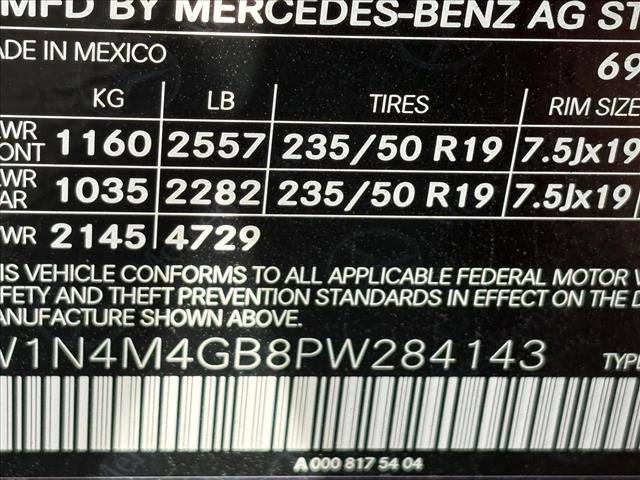 MFD BY MERCEDES-BENZ AG ST
ADE IN MEXICO 69
KG LB TIRES RIM SIZE
WR ONT 1160 2557 235/50 R19 7.5Jx19
WR AR 1035 2282 235/50 R19 7.5Jx19
WR 2145 4729
IS VEHICLE CONFORMS TO ALL APPLICABLE FEDERAL MOTOR V
FETY AND THEFT PREVENTION STANDARDS IN EFFECT ON THE D
ANUFACTURE SHOWN ABOVE.
W1N4M4GB8PW284143 TYPE
A 000 817 54 04